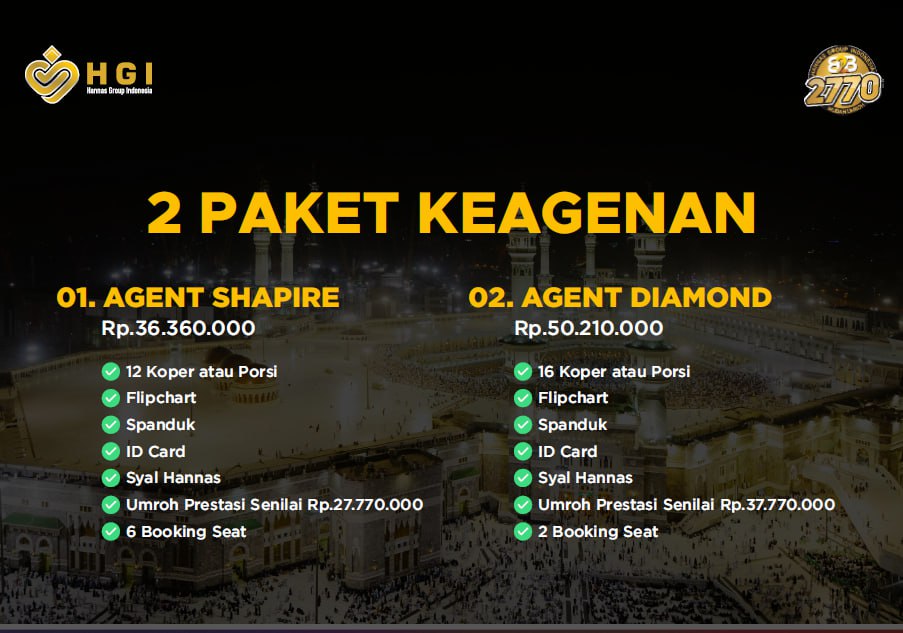 HGI
Hannas Group Indonesia
HANNAS GROUP INDONESIA
2770
2 PAKET KEAGENAN
01. AGENT SHAPIRE
Rp.36.360.000
12 Koper atau Porsi
Flipchart
Spanduk
ID Card
Syal Hannas
Umroh Prestasi Senilai Rp.27.770.000
6 Booking Seat
02. AGENT DIAMOND
Rp.50.210.000
16 Koper atau Porsi
Flipchart
Spanduk
ID Card
Syal Hannas
Umroh Prestasi Senilai Rp.37.770.000
2 Booking Seat